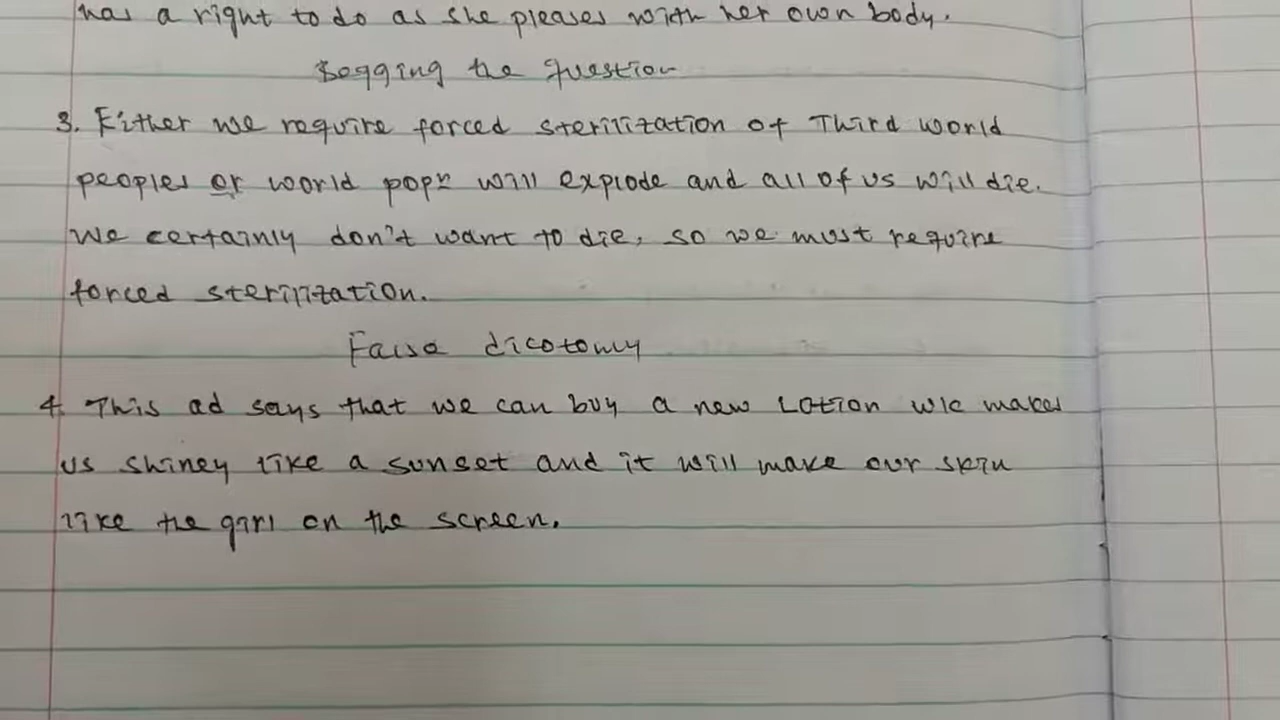 has a right to do as she pleases with her own body.
Begging the question
3. Either we require forced sterilization of Third world
peoples or world popn will explode and all of us will die.
We certainly don't want to die, so we must require
forced sterilization.
False dicotomy
4. This ad says that we can buy a new Lotion wic makes
us shiney like a sunset and it will make our skin
like the girl on the screen.